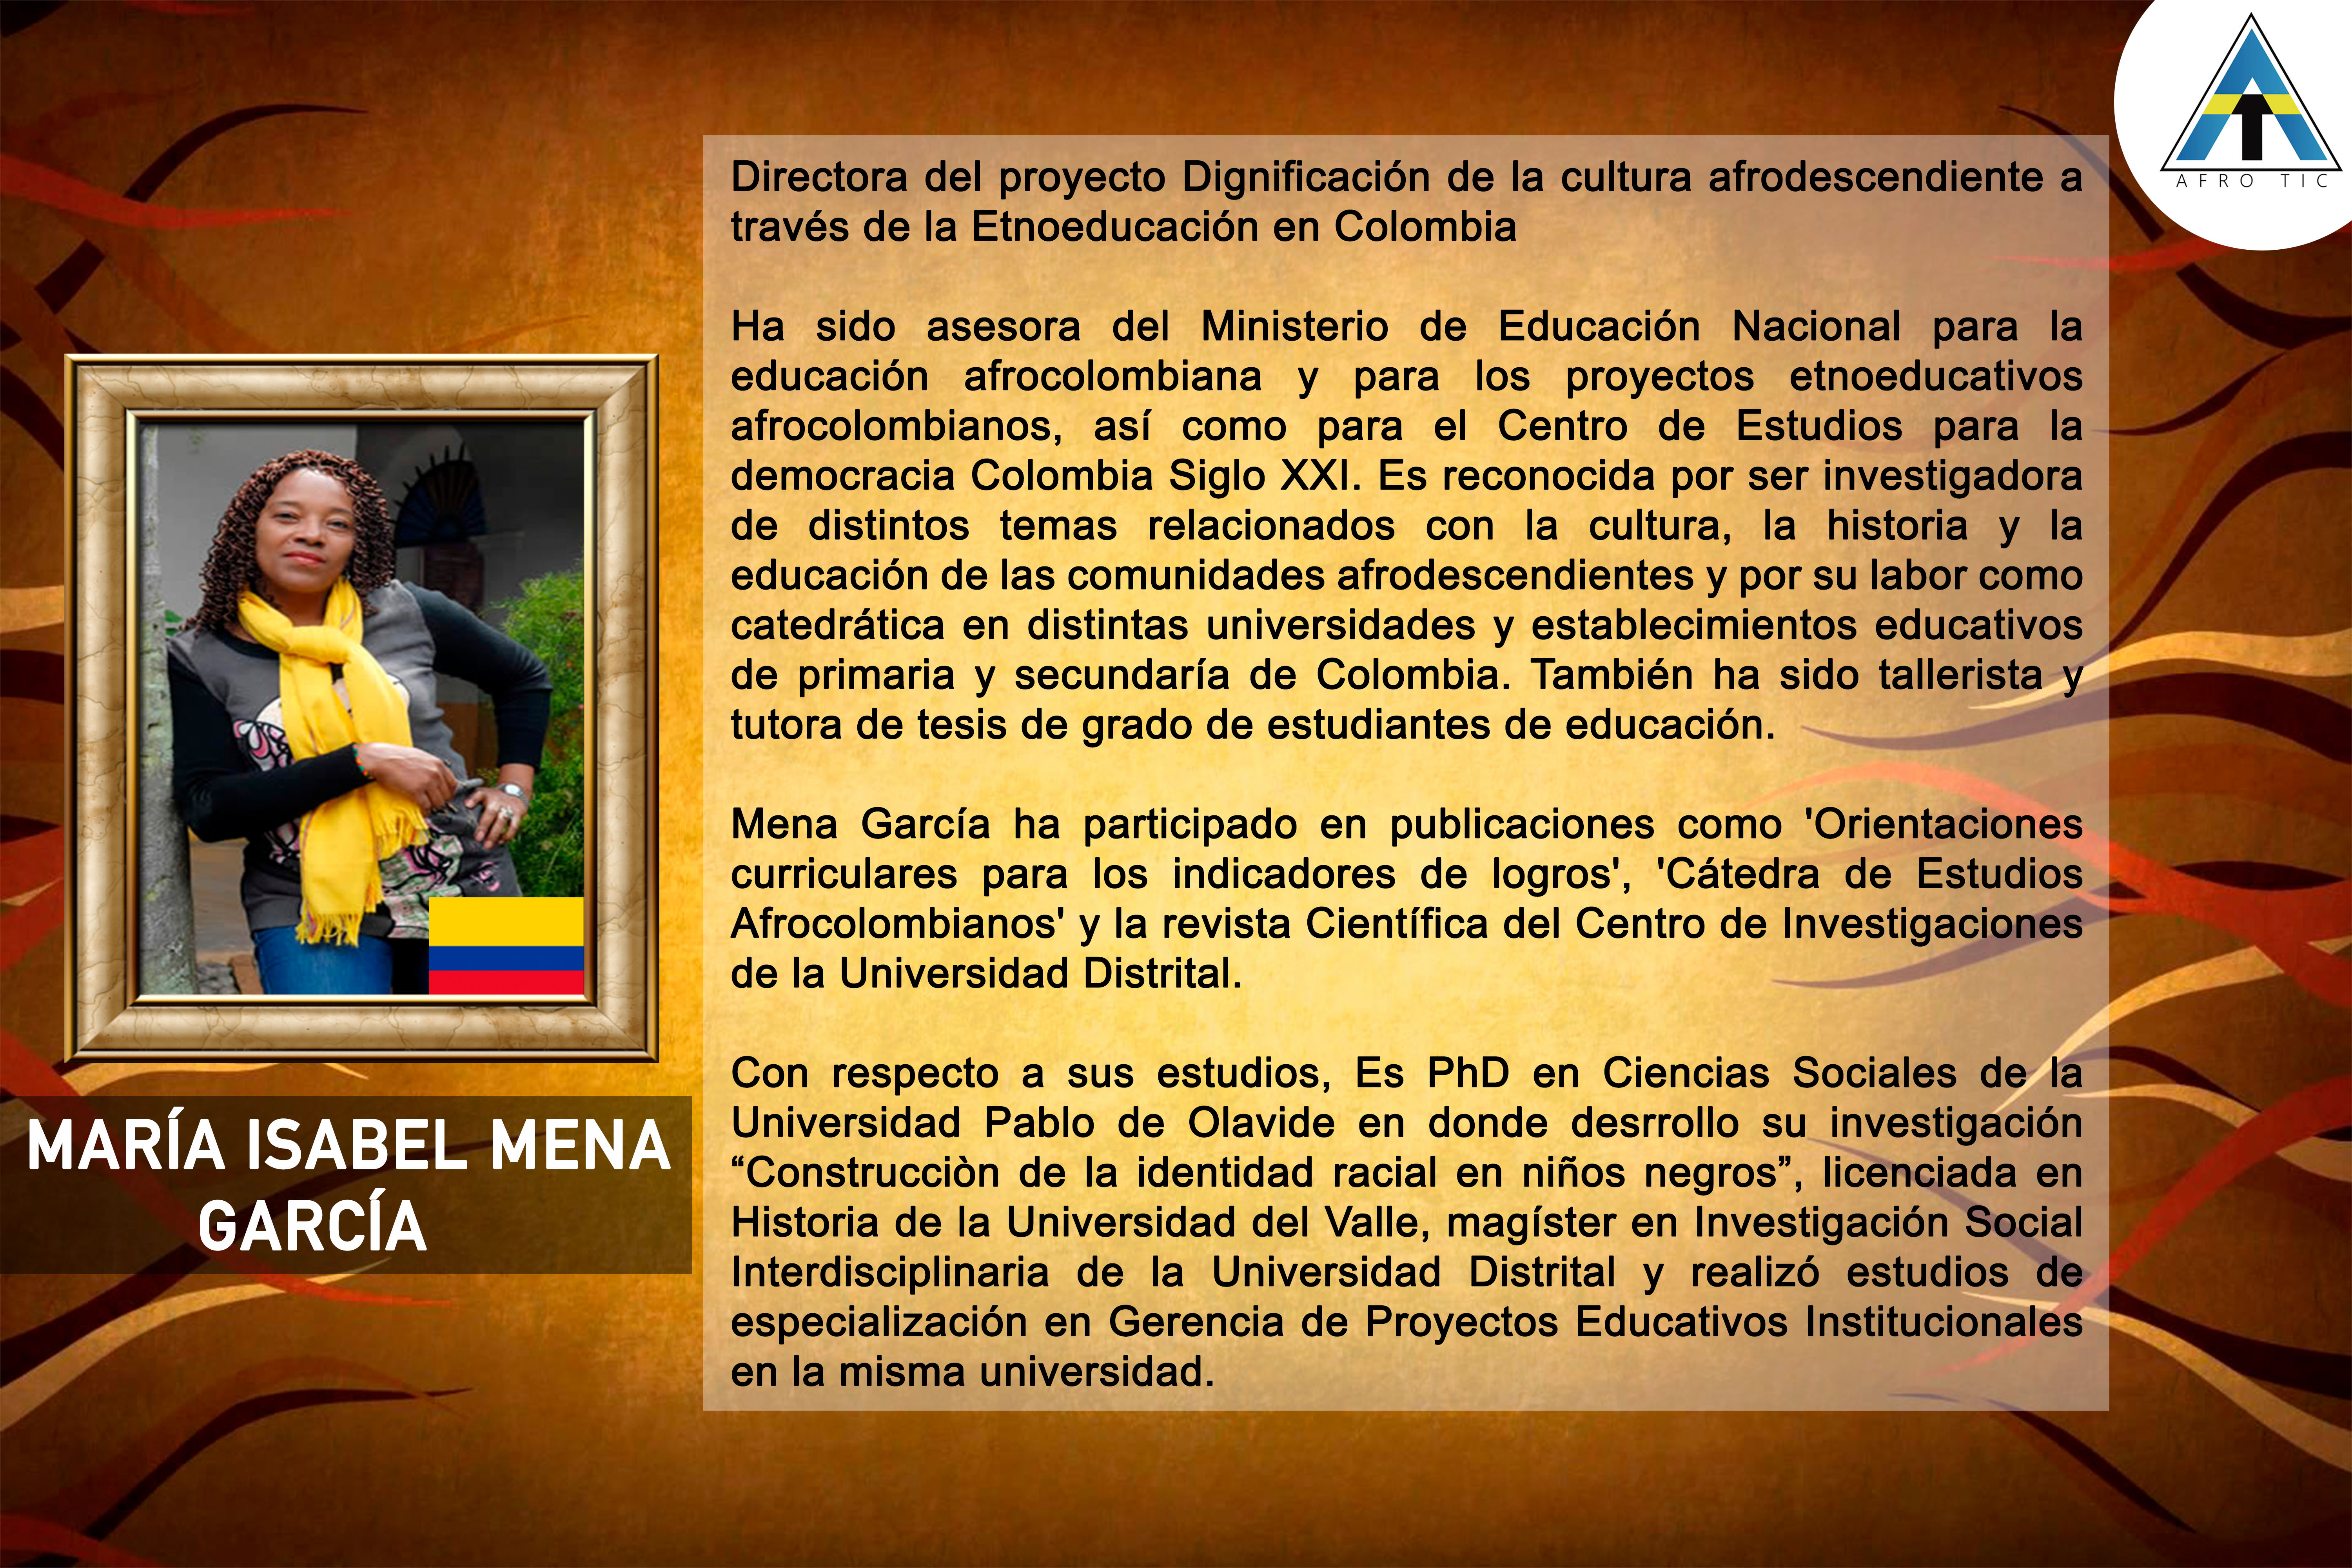 AFRO TIC
Directora del proyecto Dignificación de la cultura afrodescendiente a
través de la Etnoeducación en Colombia
Ha sido asesora del Ministerio de Educación Nacional para la
educación afrocolombiana y para los proyectos etnoeducativos
afrocolombianos, así como para el Centro de Estudios para la
democracia Colombia Siglo XXI. Es reconocida por ser investigadora
de distintos temas relacionados con la cultura, la historia y la
educación de las comunidades afrodescendientes y por su labor como
catedrática en distintas universidades y establecimientos educativos
de primaria y secundaría de Colombia. También ha sido tallerista y
tutora de tesis de grado de estudiantes de educación.
Mena García ha participado en publicaciones como 'Orientaciones
curriculares para los indicadores de logros', 'Cátedra de Estudios
Afrocolombianos' y la revista Científica del Centro de Investigaciones
de la Universidad Distrital.
Con respecto a sus estudios, Es PhD en Ciencias Sociales de la
Universidad Pablo de Olavide en donde desrrollo su investigación
“Construcciòn de la identidad racial en niños negros”, licenciada en
Historia de la Universidad del Valle, magíster en Investigación Social
Interdisciplinaria de la Universidad Distrital y realizó estudios de
especialización en Gerencia de Proyectos Educativos Institucionales
en la misma universidad.
MARÍA ISABEL MENA
GARCÍA